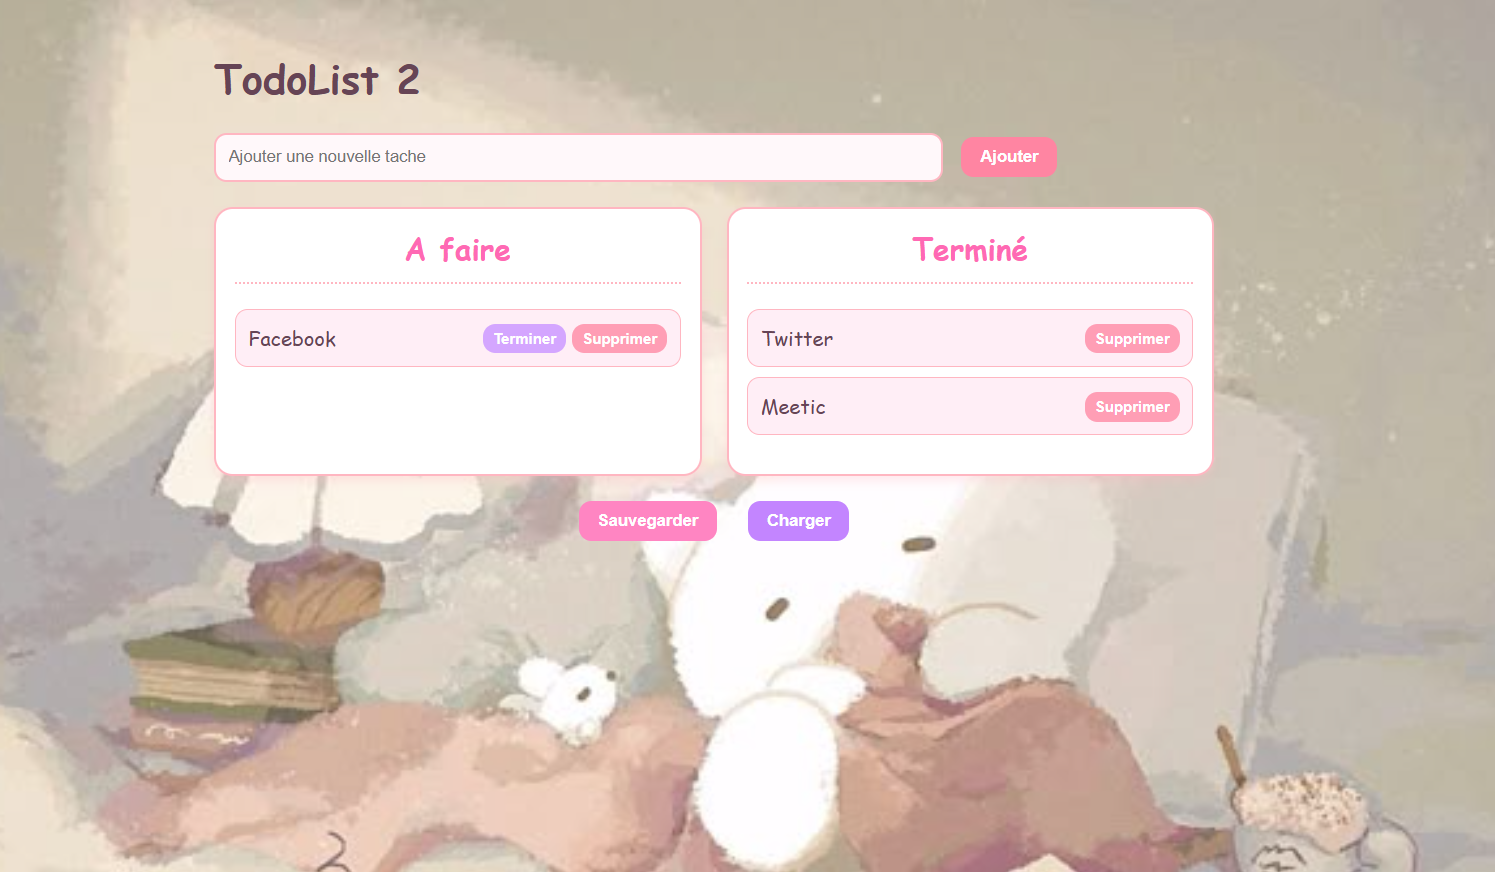 TodoList 2
Ajouter une nouvelle tache
Ajouter
A faire
Facebook
Terminer
Supprimer
Terminé
Twitter
Supprimer
Meetic
Supprimer
Sauvegarder
Charger